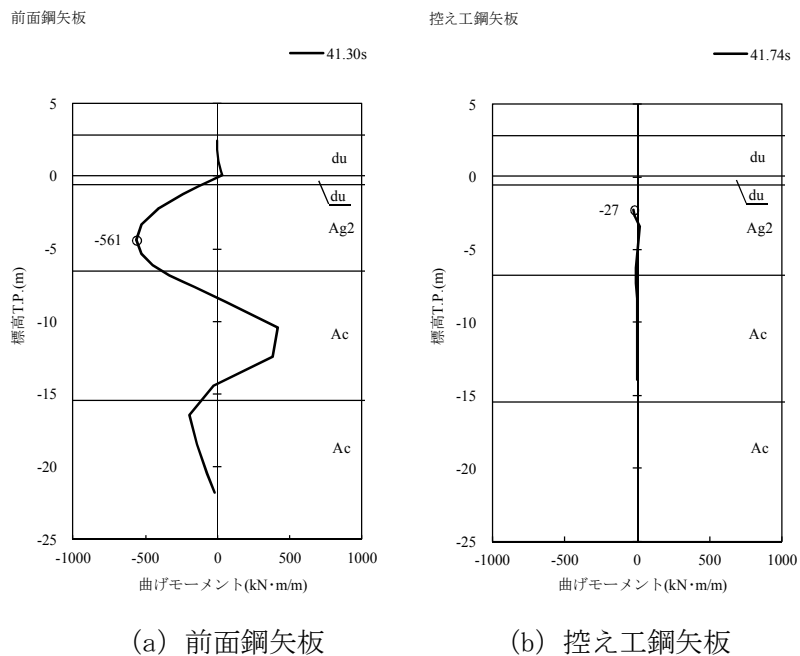 前面鋼矢板
41.30s
5
0
-5
-10
-15
-20
-25
標高T.P.(m)
du
du
Ag2
Ac
Ac
-561
-1000 -500 0 500 1000
曲げモーメント(kN･m/m)
(a) 前面鋼矢板
控え工鋼矢板
41.74s
5
0
-5
-10
-15
-20
-25
標高T.P.(m)
du
du
Ag2
Ac
Ac
-27
-1000 -500 0 500 1000
曲げモーメント(kN･m/m)
(b) 控え工鋼矢板